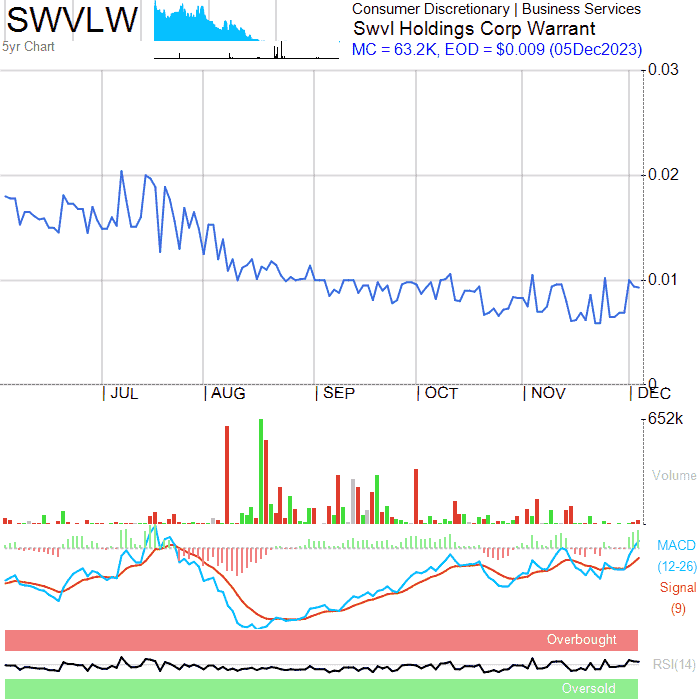 SWVLW
5yr Chart
Consumer Discretionary | Business Services
Swvl Holdings Corp Warrant
MC = 63.2K, EOD = $0.009 (05Dec2023)
0.03
0.02
0.01
0
| JUL | AUG | SEP | OCT | NOV | DEC
652k
Volume
MACD
(12-26)
Signal
(9)
Overbought
RSI(14)
Oversold